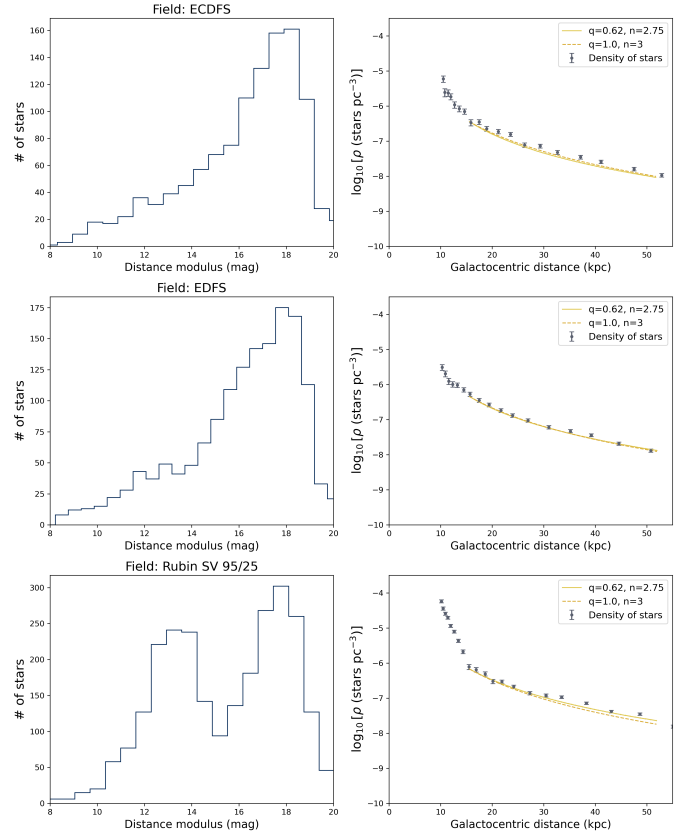 Field: ECDFS
160
140
120
100
80
60
40
20
0
# of stars
8 10 12 14 16 18 20
Distance modulus (mag)
−4
−5
−6
−7
−8
−9
−10
log10[ρ (stars pc−3)]
q=0.62, n=2.75
q=1.0, n=3
Density of stars
0 10 20 30 40 50
Galactocentric distance (kpc)
Field: EDFS
175
150
125
100
75
50
25
0
# of stars
8 10 12 14 16 18 20
Distance modulus (mag)
−4
−5
−6
−7
−8
−9
−10
log10[ρ (stars pc−3)]
q=0.62, n=2.75
q=1.0, n=3
Density of stars
0 10 20 30 40 50
Galactocentric distance (kpc)
Field: Rubin SV 95/25
300
250
200
150
100
50
0
# of stars
8 10 12 14 16 18 20
Distance modulus (mag)
−4
−5
−6
−7
−8
−9
−10
log10[ρ (stars pc−3)]
q=0.62, n=2.75
q=1.0, n=3
Density of stars
0 10 20 30 40 50
Galactocentric distance (kpc)